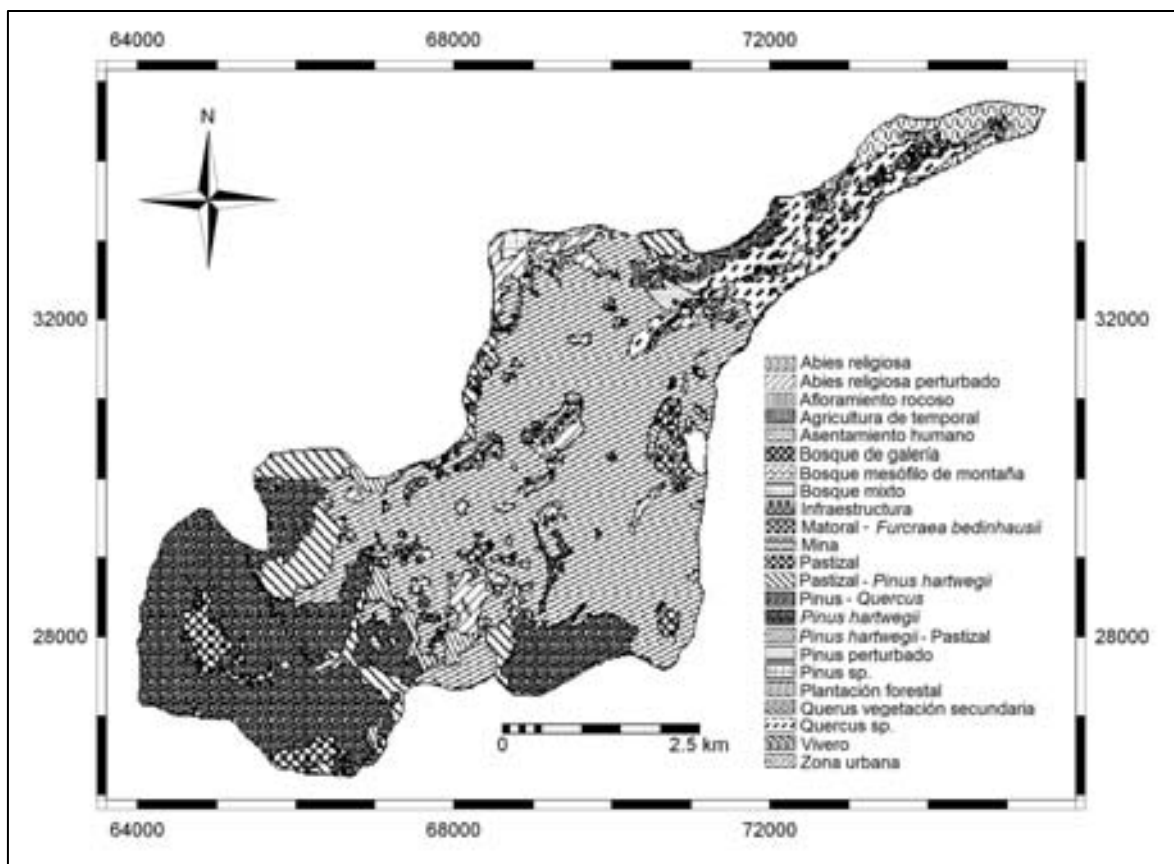 64000 68000 72000
N
32000 32000
Abies religiosa
Abies religiosa perturbado
Afloramiento rocoso
Agricultura de temporal
Asentamiento humano
Bosque de galería
Bosque mesófilo de montaña
Bosque mixto
Infraestructura
Matoral - Furcraea bedinhausii
Mina
Pastizal
Pastizal - Pinus hartwegii
Pinus - Quercus
Pinus hartwegii
Pinus hartwegii - Pastizal
Pinus perturbado
Pinus sp.
Plantación forestal
Querus vegetación secundaria
Quercus sp.
Vivero
Zona urbana
28000 28000
0 2.5 km
64000 68000 72000